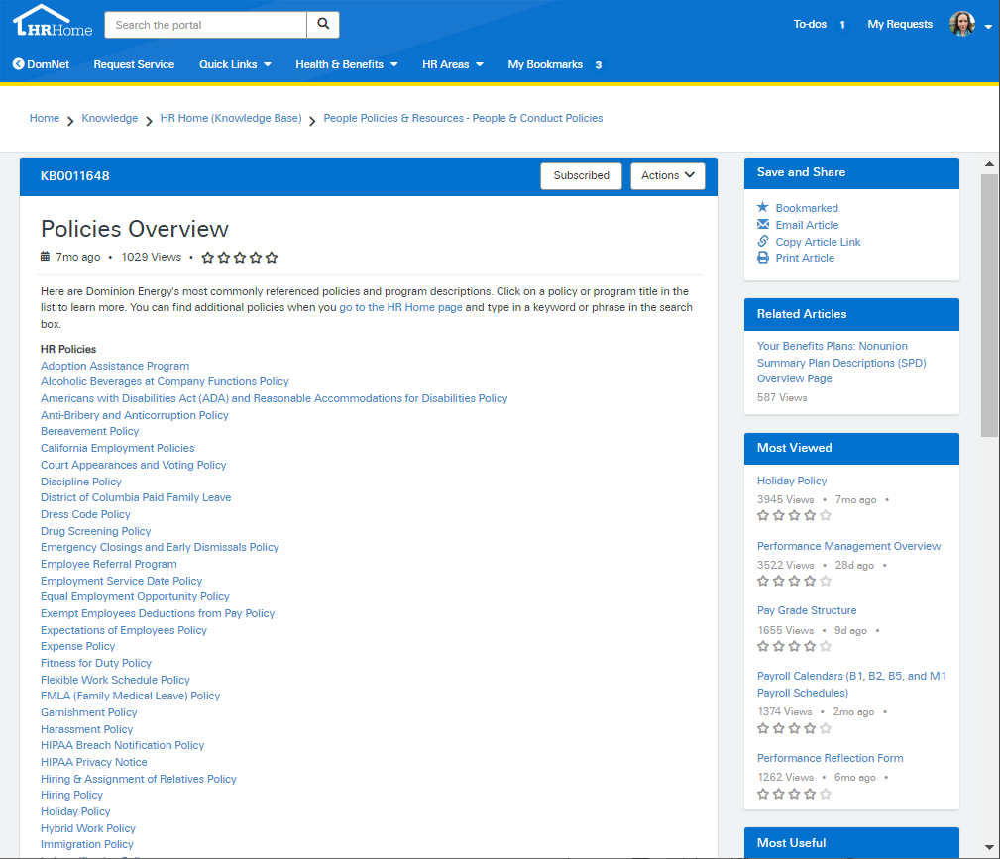 HRHome
Search the portal
To-dos 1 My Requests
DomNet Request Service Quick Links Health & Benefits HR Areas My Bookmarks 3
Home Knowledge HR Home (Knowledge Base) People Policies & Resources - People & Conduct Policies
KB0011648
Subscribed
Actions
Policies Overview
7mo ago • 1029 Views •
Here are Dominion Energy's most commonly referenced policies and program descriptions. Click on a policy or program title in the
list to learn more. You can find additional policies when you go to the HR Home page and type in a keyword or phrase in the search
box.
HR Policies
Adoption Assistance Program
Alcoholic Beverages at Company Functions Policy
Americans with Disabilities Act (ADA) and Reasonable Accommodations for Disabilities Policy
Anti-Bribery and Anticorruption Policy
Bereavement Policy
California Employment Policies
Court Appearances and Voting Policy
Discipline Policy
District of Columbia Paid Family Leave
Dress Code Policy
Drug Screening Policy
Emergency Closings and Early Dismissals Policy
Employee Referral Program
Employment Service Date Policy
Equal Employment Opportunity Policy
Exempt Employees Deductions from Pay Policy
Expectations of Employees Policy
Expense Policy
Fitness for Duty Policy
Flexible Work Schedule Policy
FMLA (Family Medical Leave) Policy
Garnishment Policy
Harassment Policy
HIPAA Breach Notification Policy
HIPAA Privacy Notice
Hiring & Assignment of Relatives Policy
Hiring Policy
Holiday Policy
Hybrid Work Policy
Immigration Policy
Save and Share
Bookmarked
Email Article
Copy Article Link
Print Article
Related Articles
Your Benefits Plans: Nonunion
Summary Plan Descriptions (SPD)
Overview Page
587 Views
Most Viewed
Holiday Policy
3945 Views • 7mo ago •
Performance Management Overview
3522 Views • 28d ago •
Pay Grade Structure
1655 Views • 9d ago •
Payroll Calendars (B1, B2, B5, and M1
Payroll Schedules)
1374 Views • 2mo ago •
Performance Reflection Form
1262 Views • 6mo ago •
Most Useful